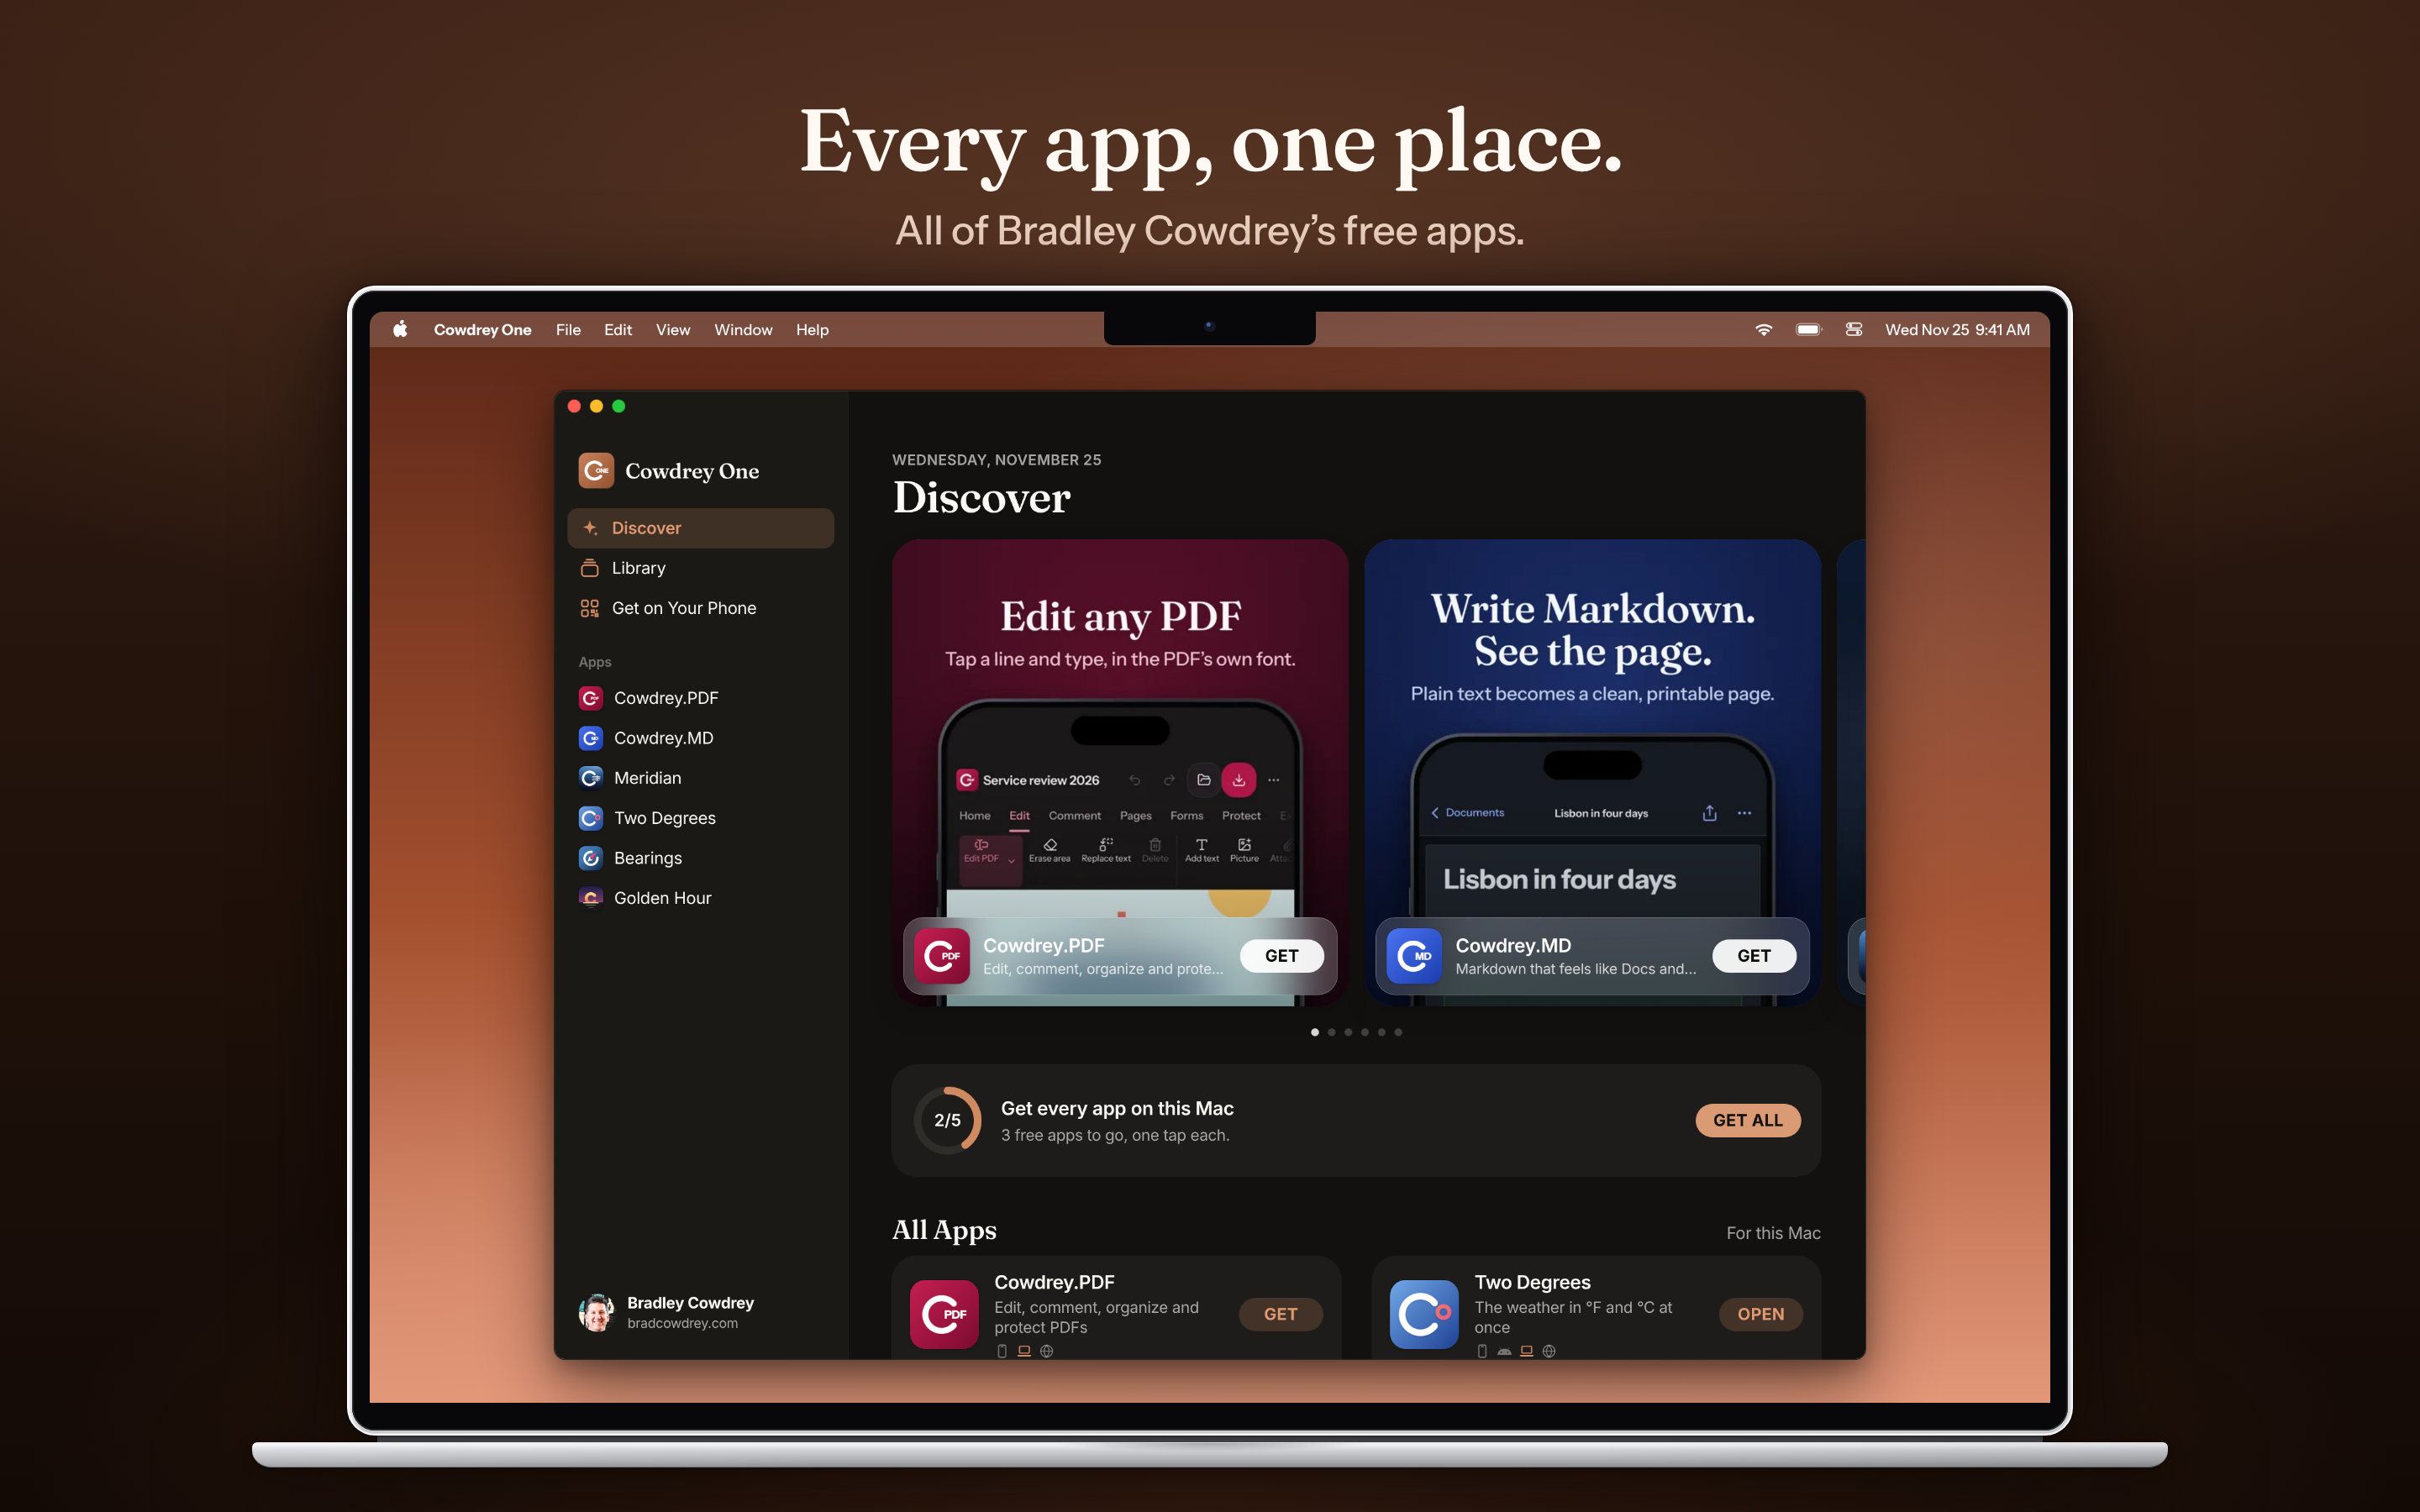 Every app, one place.
All of Bradley Cowdrey’s free apps.
Cowdrey One File Edit View Window Help
Wed Nov 25 9:41 AM
ONE
Cowdrey One
Discover
Library
Get on Your Phone
Apps
Cowdrey.PDF
Cowdrey.MD
Meridian
Two Degrees
Bearings
Golden Hour
Bradley Cowdrey
bradcowdrey.com
WEDNESDAY, NOVEMBER 25
Discover
Edit any PDF
Tap a line and type, in the PDF’s own font.
Service review 2026
Home Edit Comment Pages Forms Protect
Edit PDF Erase area Replace text Delete Add text Picture
PDF
Cowdrey.PDF
Edit, comment, organize and prote...
GET
Write Markdown.
See the page.
Plain text becomes a clean, printable page.
Documents
Lisbon in four days
Lisbon in four days
MD
Cowdrey.MD
Markdown that feels like Docs and...
GET
2/5
Get every app on this Mac
3 free apps to go, one tap each.
GET ALL
All Apps
For this Mac
PDF
Cowdrey.PDF
Edit, comment, organize and
protect PDFs
GET
Two Degrees
The weather in °F and °C at
once
OPEN